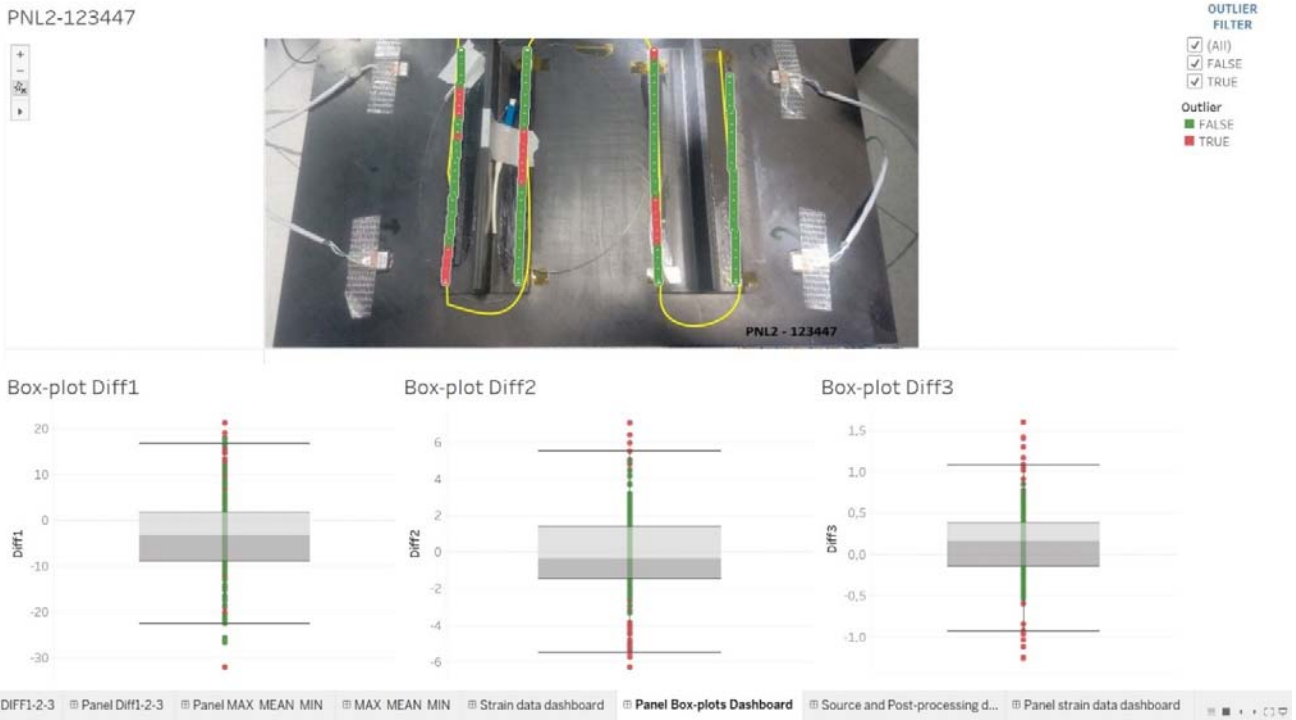 PNL2-123447
OUTLIER
FILTER
(All)
FALSE
TRUE
Outlier
FALSE
TRUE
PNL2 - 123447
Box-plot Diff1
20
10
0
-10
-20
-30
Diff1
Box-plot Diff2
6
4
2
0
-2
-4
-6
Diff2
Box-plot Diff3
1,5
1,0
0,5
0,0
-0,5
-1,0
Diff3
DIFF1-2-3 Panel Diff1-2-3 Panel MAX MEAN MIN MAX MEAN MIN Strain data dashboard Panel Box-plots Dashboard Source and Post-processing d... Panel strain data dashboard